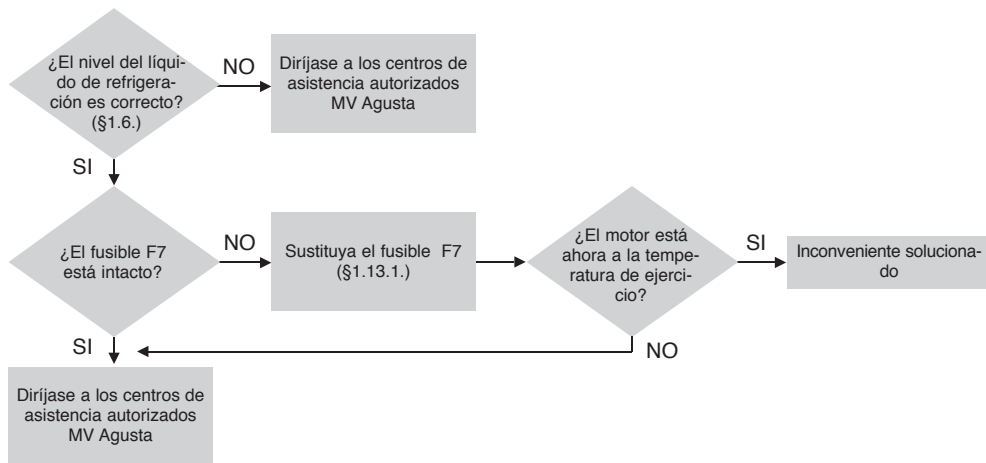 ¿El nivel del líqui-
do de refrigera-
ción es correcto?
(§1.6.)
NO
Diríjase a los centros de
asistencia autorizados
MV Agusta
SI
¿El fusible F7
está intacto?
NO
Sustituya el fusible F7
(§1.13.1.)
¿El motor está
ahora a la tempe-
ratura de ejerci-
cio?
SI
Inconveniente soluciona-
do
SI
NO
Diríjase a los centros de
asistencia autorizados
MV Agusta